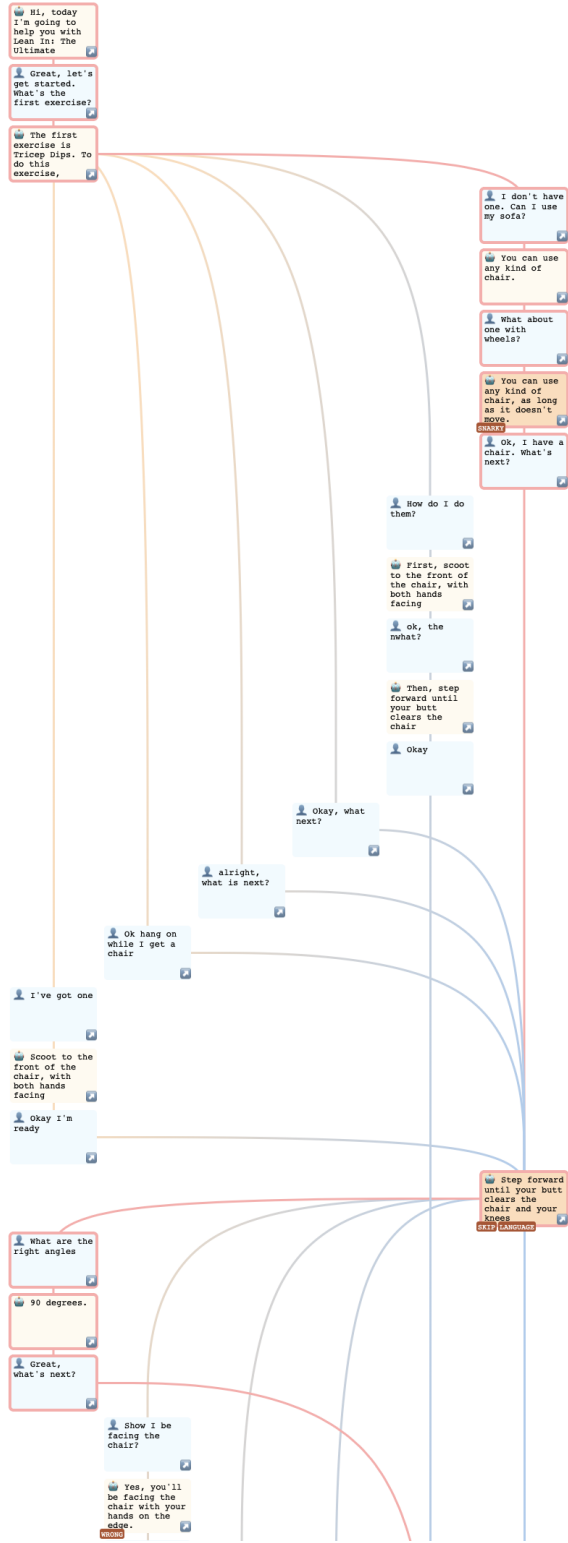 Hi, today
I'm going to
help you with
Lean In: The
Ultimate
Great, let's
get started.
What's the
first exercise?
The first
exercise is
Tricep Dips. To
do this
exercise,
I don't have
one. Can I use
my sofa?
You can use
any kind of
chair.
What about
one with
wheels?
You can use
any kind of
chair, as long
as it doesn't
move.
SNARKY
Ok, I have a
chair. What's
next?
How do I do
them?
First, scoot
to the front of
the chair, with
both hands
facing
ok, the
nwhat?
Then, step
forward until
your butt
clears the
chair
Okay
Okay, what
next?
alright,
what is next?
Ok hang on
while I get a
chair
I've got one
Scoot to the
front of the
chair, with
both hands
facing
Okay I'm
ready
Step forward
until your butt
clears the
chair and your
knees
SKIP LANGUAGE
What are the
right angles
90 degrees.
Great,
what's next?
Show I be
facing the
chair?
Yes, you'll
be facing the
chair with your
hands on the
edge.
WRONG